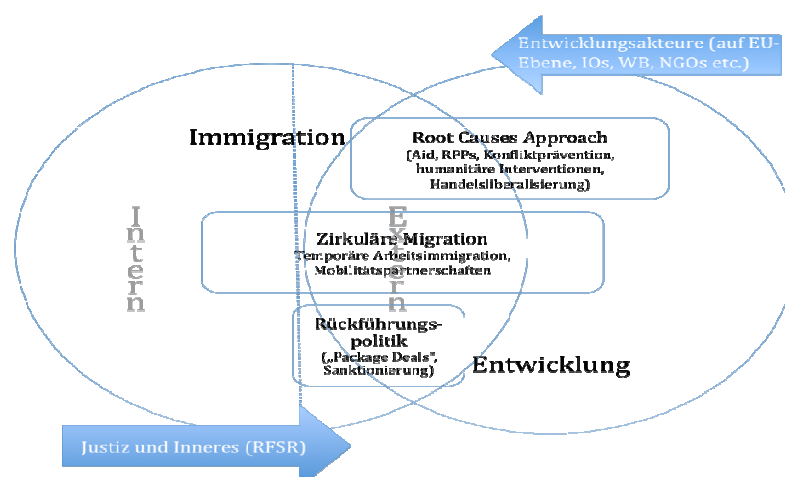 Entwicklungsakteure (auf EU-
Ebene, IOs, WB, NGOs etc.)
Immigration
Root Causes Approach
(Aid, RPPs, Konfliktprävention,
humanitäre Interventionen,
Handelsliberalisierung)
Intern
Extern
Zirkuläre Migration
Temporäre Arbeitsimmigration,
Mobilitätspartnerschaften
Rückführungs-
politik
(„Package Deals",
Sanktionierung)
Entwicklung
Justiz und Inneres (RFSR)